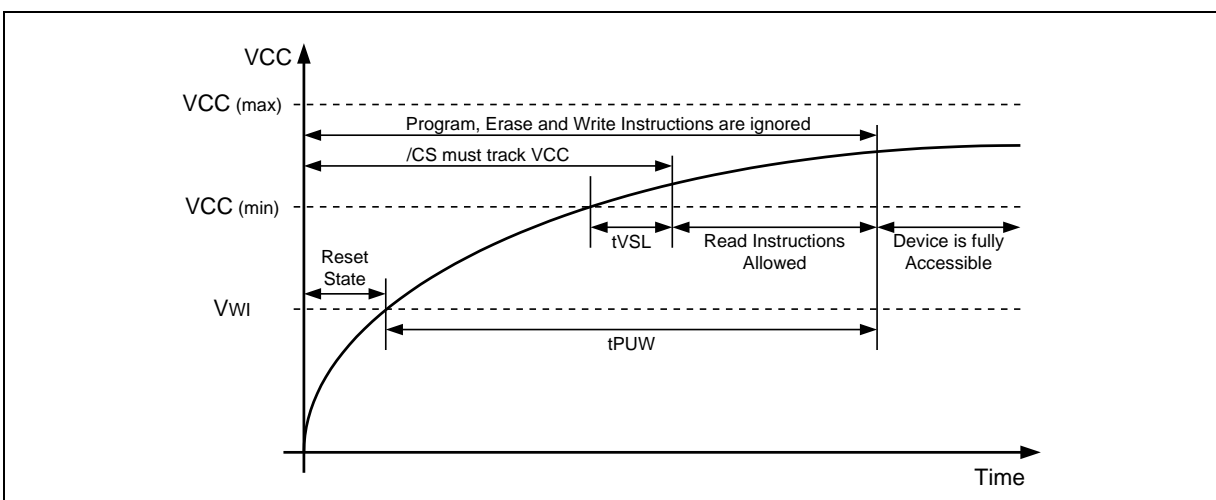 VCC
VCC (max)
Program, Erase and Write Instructions are ignored
/CS must track VCC
VCC (min)
tVSL
Read Instructions
Allowed
Device is fully
Accessible
Reset
State
VWI
tPUW
Time